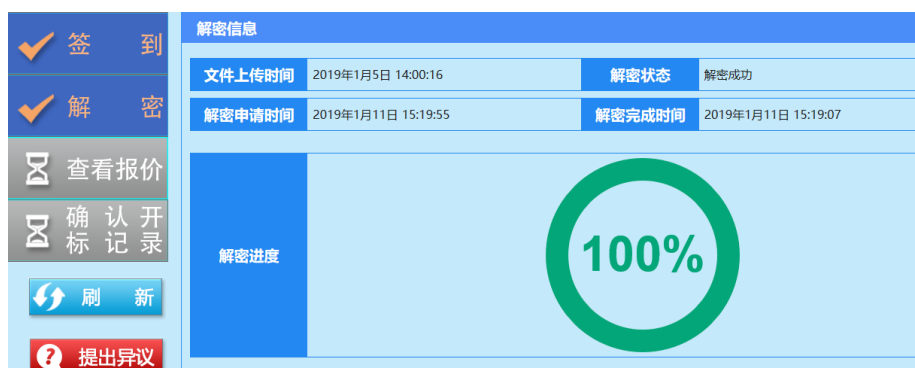 签到
解密
查看报价
确认开
标记录
刷新
提出异议
解密信息
文件上传时间 2019年1月5日 14:00:16 解密状态 解密成功
解密申请时间 2019年1月11日 15:19:55 解密完成时间 2019年1月11日 15:19:07
解密进度 100%